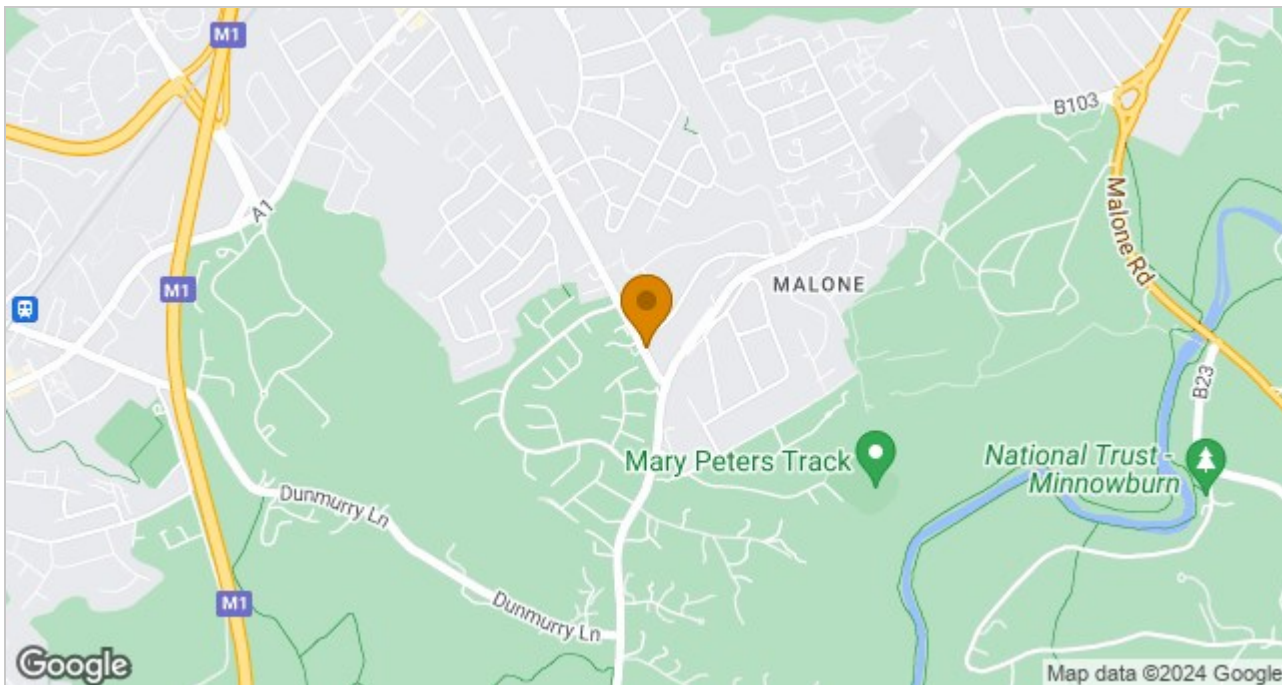 M1
B103
A1
Malone Rd
MALONE
M1
B23
Mary Peters Track
National Trust -
Minnowburn
Dunmurry Ln
M1
Dunmurry Ln
Google
Map data ©2024 Google